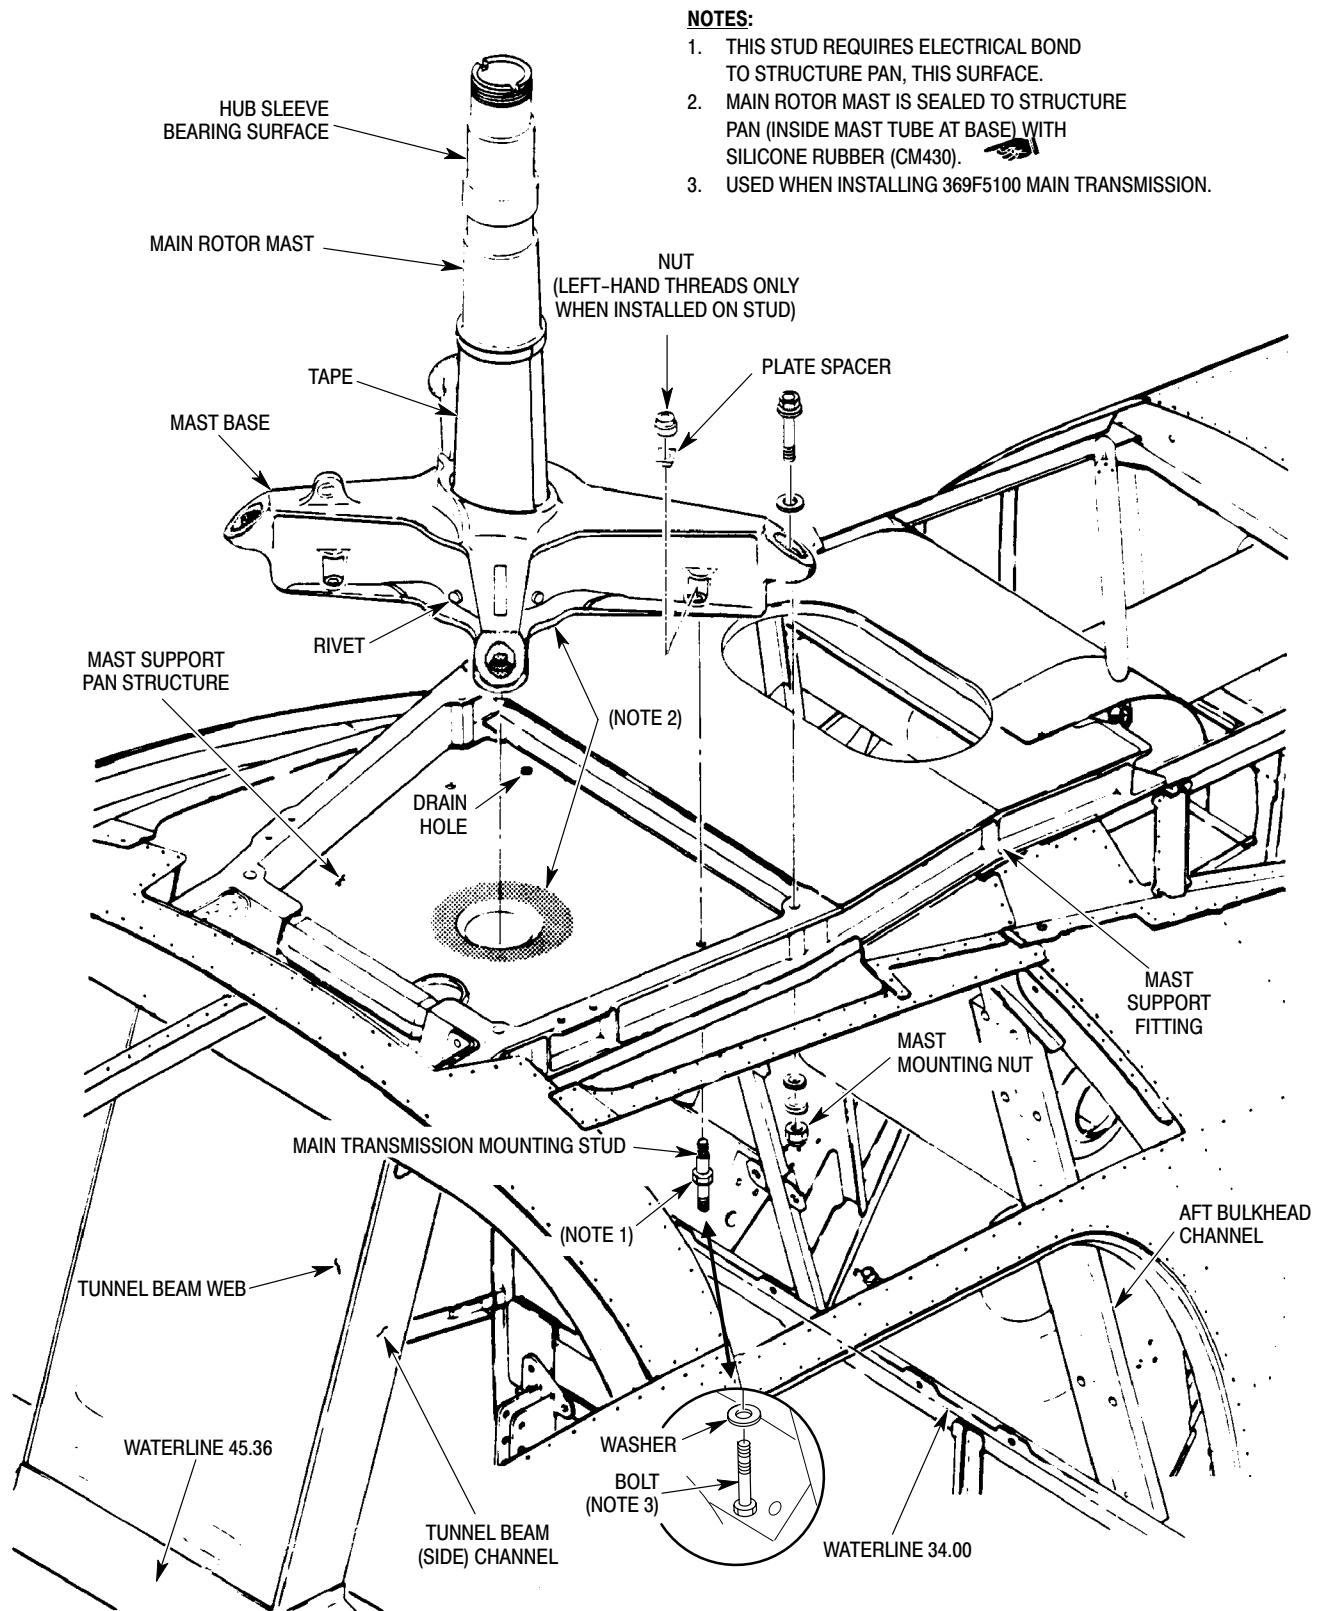 NOTES:
1. THIS STUD REQUIRES ELECTRICAL BOND
TO STRUCTURE PAN, THIS SURFACE.
2. MAIN ROTOR MAST IS SEALED TO STRUCTURE
PAN (INSIDE MAST TUBE AT BASE) WITH
SILICONE RUBBER (CM430).
3. USED WHEN INSTALLING 369F5100 MAIN TRANSMISSION.
HUB SLEEVE
BEARING SURFACE
MAIN ROTOR MAST
NUT
(LEFT-HAND THREADS ONLY
WHEN INSTALLED ON STUD)
PLATE SPACER
TAPE
MAST BASE
RIVET
MAST SUPPORT
PAN STRUCTURE
(NOTE 2)
DRAIN
HOLE
MAST
SUPPORT
FITTING
MAST
MOUNTING NUT
MAIN TRANSMISSION MOUNTING STUD
(NOTE 1)
AFT BULKHEAD
CHANNEL
TUNNEL BEAM WEB
WATERLINE 45.36
WASHER
BOLT
(NOTE 3)
TUNNEL BEAM
(SIDE) CHANNEL
WATERLINE 34.00